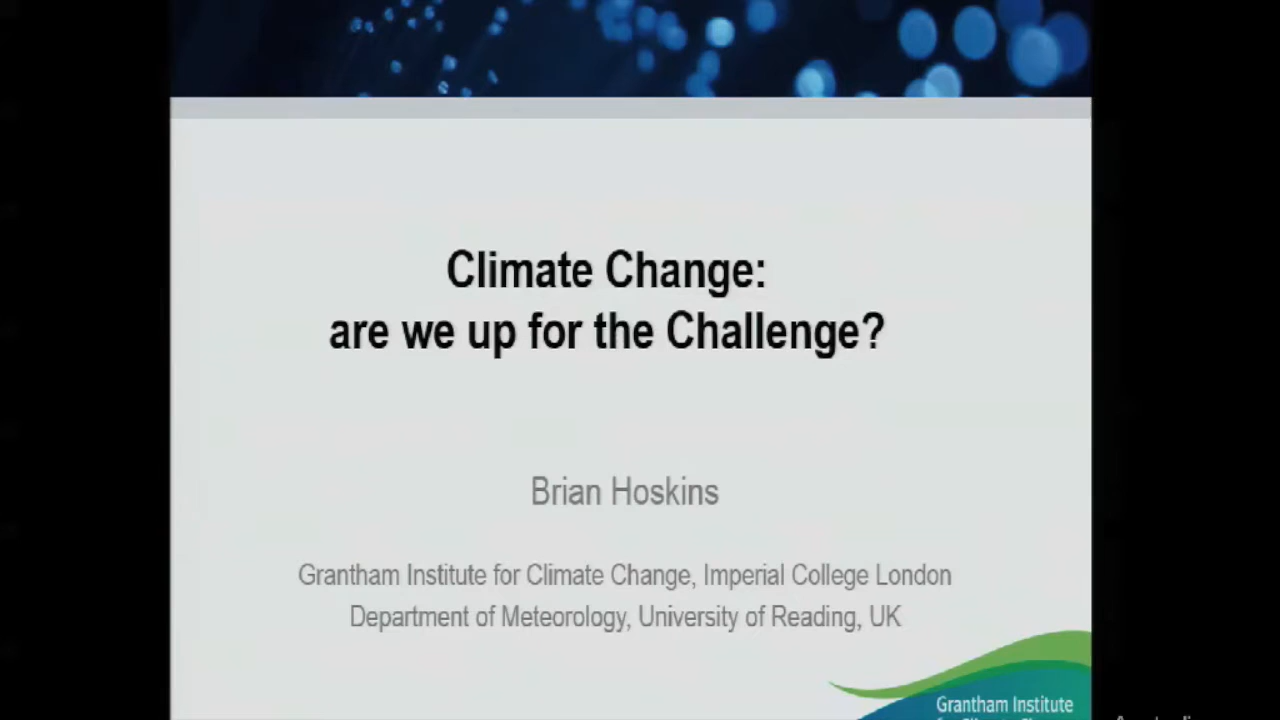 Climate Change:
are we up for the Challenge?
Brian Hoskins
Grantham Institute for Climate Change, Imperial College London
Department of Meteorology, University of Reading, UK
Grantham Institute